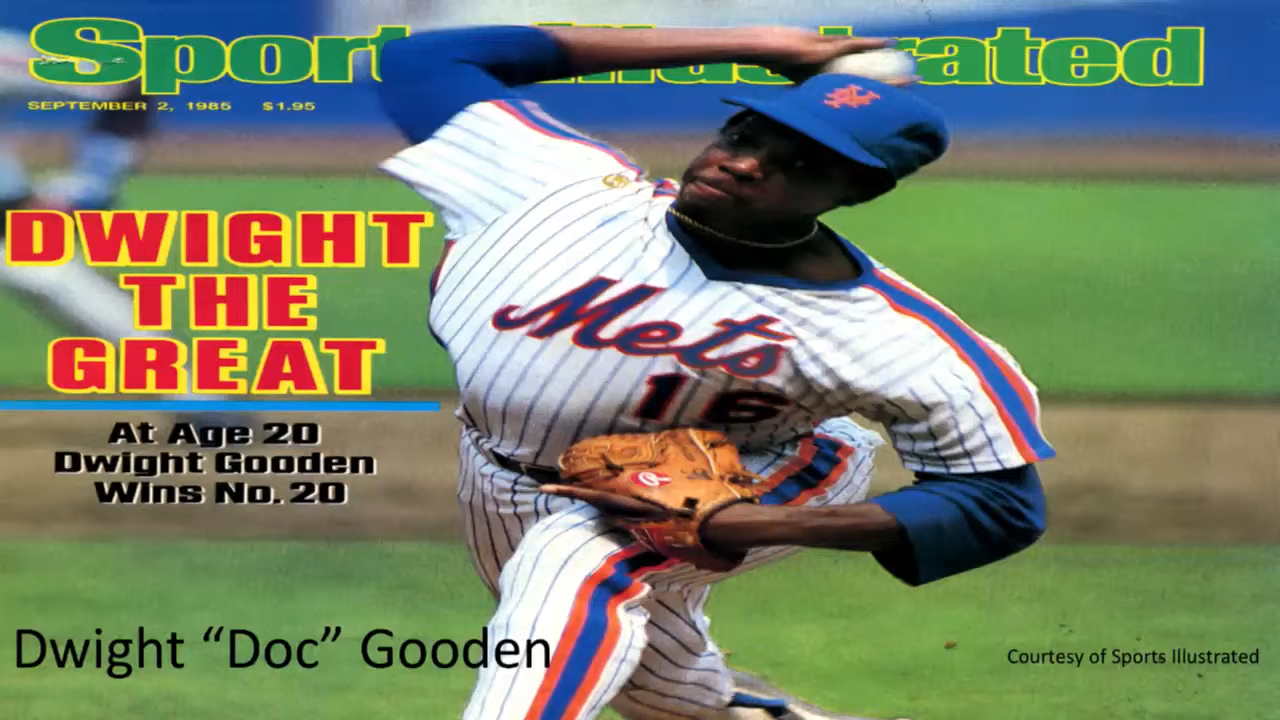 Sports Illustrated
SEPTEMBER 2, 1985 $1.95
DWIGHT
THE
GREAT
At Age 20
Dwight Gooden
Wins No. 20
Mets
16
Dwight “Doc” Gooden
Courtesy of Sports Illustrated